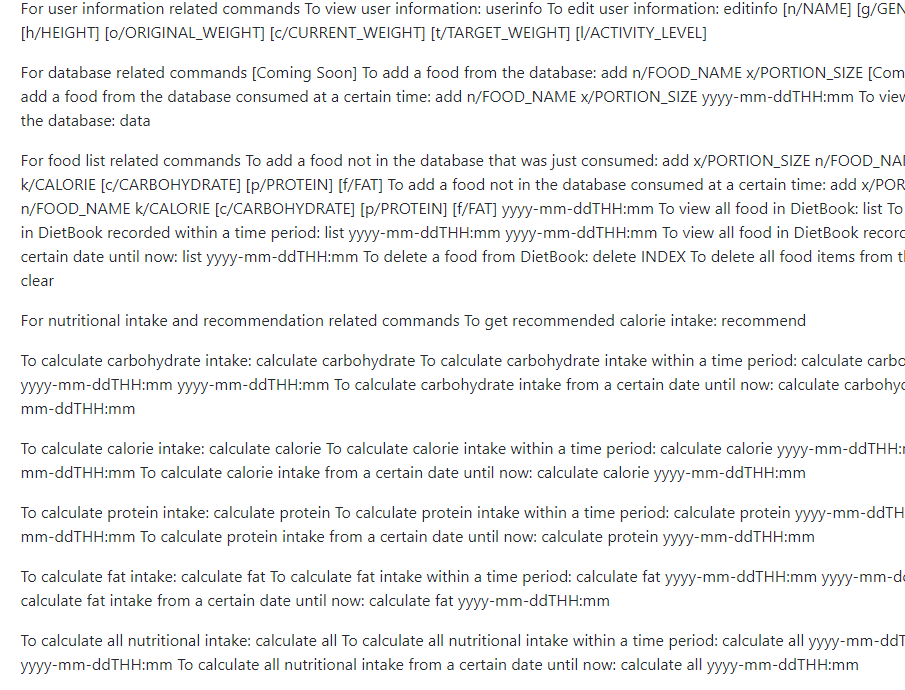 For user information related commands To view user information: userinfo To edit user information: editinfo [n/NAME] [g/GEN
[h/HEIGHT] [o/ORIGINAL_WEIGHT] [c/CURRENT_WEIGHT] [t/TARGET_WEIGHT] [l/ACTIVITY_LEVEL]
For database related commands [Coming Soon] To add a food from the database: add n/FOOD_NAME x/PORTION_SIZE [Com
add a food from the database consumed at a certain time: add n/FOOD_NAME x/PORTION_SIZE yyyy-mm-ddTHH:mm To view
the database: data
For food list related commands To add a food not in the database that was just consumed: add x/PORTION_SIZE n/FOOD_NA
k/CALORIE [c/CARBOHYDRATE] [p/PROTEIN] [f/FAT] To add a food not in the database consumed at a certain time: add x/POR
n/FOOD_NAME k/CALORIE [c/CARBOHYDRATE] [p/PROTEIN] [f/FAT] yyyy-mm-ddTHH:mm To view all food in DietBook: list To
in DietBook recorded within a time period: list yyyy-mm-ddTHH:mm yyyy-mm-ddTHH:mm To view all food in DietBook recor
certain date until now: list yyyy-mm-ddTHH:mm To delete a food from DietBook: delete INDEX To delete all food items from t
clear
For nutritional intake and recommendation related commands To get recommended calorie intake: recommend
To calculate carbohydrate intake: calculate carbohydrate To calculate carbohydrate intake within a time period: calculate carbo
yyyy-mm-ddTHH:mm yyyy-mm-ddTHH:mm To calculate carbohydrate intake from a certain date until now: calculate carbohyd
mm-ddTHH:mm
To calculate calorie intake: calculate calorie To calculate calorie intake within a time period: calculate calorie yyyy-mm-ddTHH:
mm-ddTHH:mm To calculate calorie intake from a certain date until now: calculate calorie yyyy-mm-ddTHH:mm
To calculate protein intake: calculate protein To calculate protein intake within a time period: calculate protein yyyy-mm-ddTH
mm-ddTHH:mm To calculate protein intake from a certain date until now: calculate protein yyyy-mm-ddTHH:mm
To calculate fat intake: calculate fat To calculate fat intake within a time period: calculate fat yyyy-mm-ddTHH:mm yyyy-mm-d
calculate fat intake from a certain date until now: calculate fat yyyy-mm-ddTHH:mm
To calculate all nutritional intake: calculate all To calculate all nutritional intake within a time period: calculate all yyyy-mm-ddT
yyyy-mm-ddTHH:mm To calculate all nutritional intake from a certain date until now: calculate all yyyy-mm-ddTHH:mm